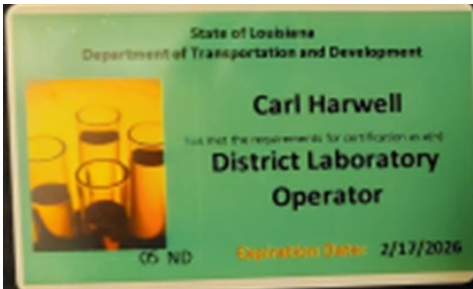 State of Louisiana
Department of Transportation and Development
Carl Harwell
has met the requirements for certification as a(n)
District Laboratory
Operator
05 ND
Expiration Date: 2/17/2026